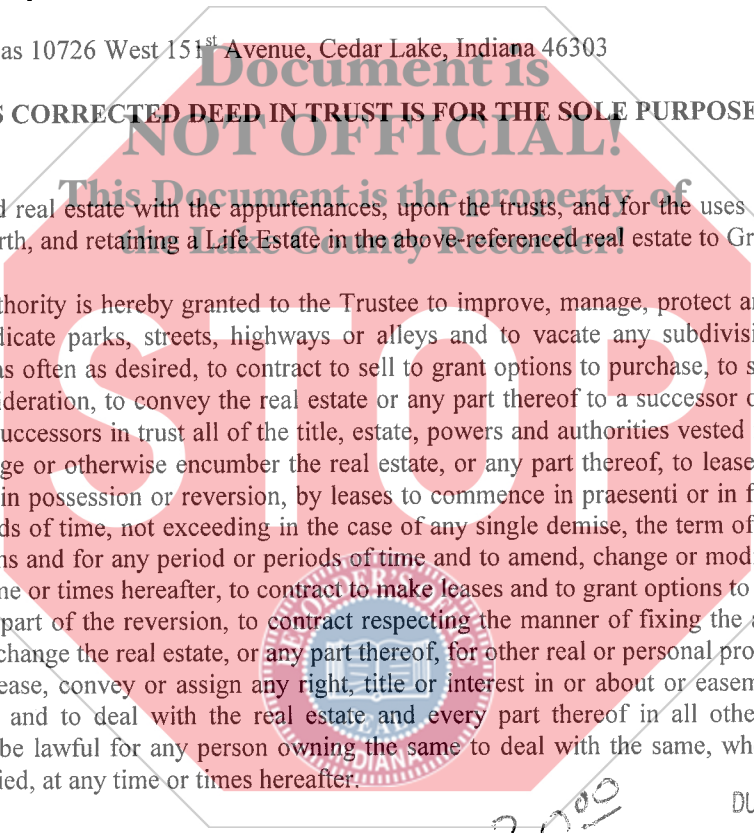 as 10726 West 151st Avenue, Cedar Lake, Indiana 46303
Document is
CORRECTED DEED IN TRUST IS FOR THE SOLE PURPOSE
NOT OFFICIAL!
This Document is the property of
real estate with the appurtenances, upon the trusts, and for the uses
the Lake County Recorder!
rth, and retaining a Life Estate in the above-referenced real estate to Gr
thority is hereby granted to the Trustee to improve, manage, protect a
dicate parks, streets, highways or alleys and to vacate any subdivisi
as often as desired, to contract to sell to grant options to purchase, to s
STOP
ideration, to convey the real estate or any part thereof to a successor o
uccessors in trust all of the title, estate, powers and authorities vested
ge or otherwise encumber the real estate, or any part thereof, to lease
in possession or reversion, by leases to commence in praesenti or in f
ds of time, not exceeding in the case of any single demise, the term of
ns and for any period or periods of time and to amend, change or mod
ne or times hereafter, to contract to make leases and to grant options to
part of the reversion, to contract respecting the manner of fixing the a
change the real estate, or any part thereof, for other real or personal pro
ease, convey or assign any right, title or interest in or about or easem
and to deal with the real estate and every part thereof in all othe
be lawful for any person owning the same to deal with the same, wh
ied, at any time or times hereafter.
SEAL
INDIANA
DU